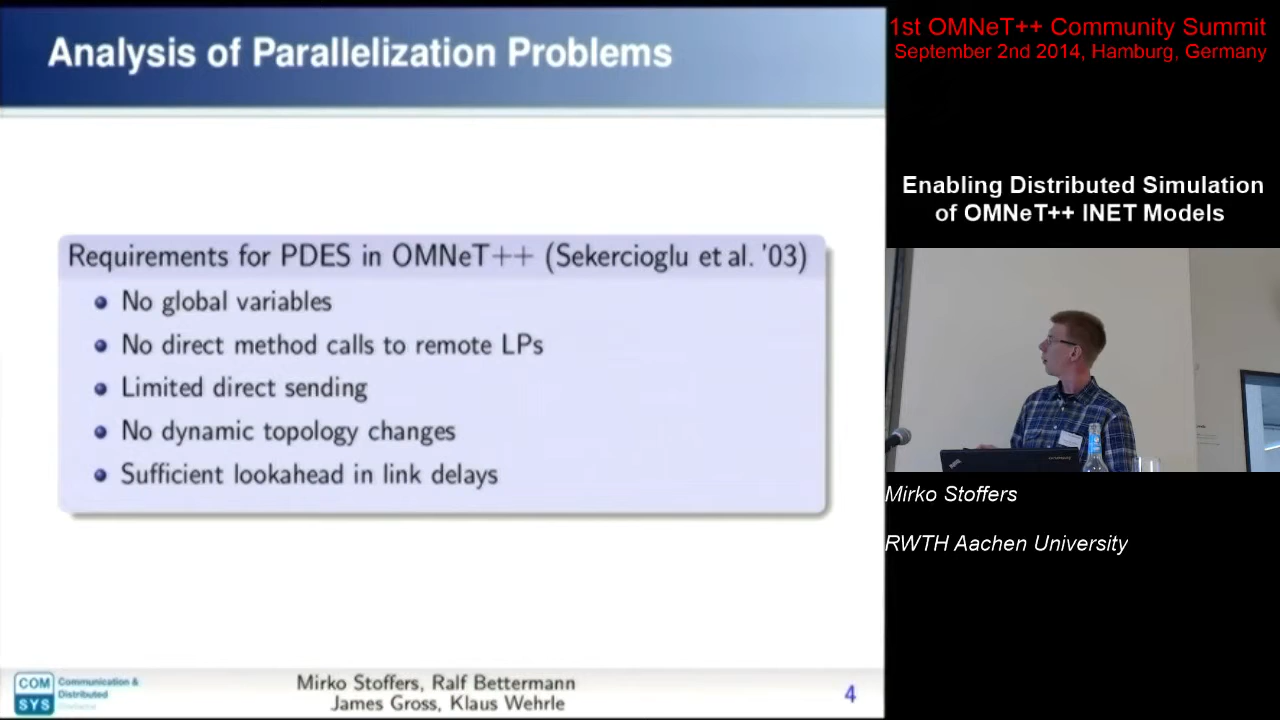 Analysis of Parallelization Problems
Requirements for PDES in OMNeT++ (Sekercioglu et al. '03)
No global variables
No direct method calls to remote LPs
Limited direct sending
No dynamic topology changes
Sufficient lookahead in link delays
COM
SYS
Communication &
Distributed
Mirko Stoffers, Ralf Bettermann
James Gross, Klaus Wehrle
4
1st OMNeT++ Community Summit
September 2nd 2014, Hamburg, Germany
Enabling Distributed Simulation
of OMNeT++ INET Models
Mirko Stoffers
RWTH Aachen University